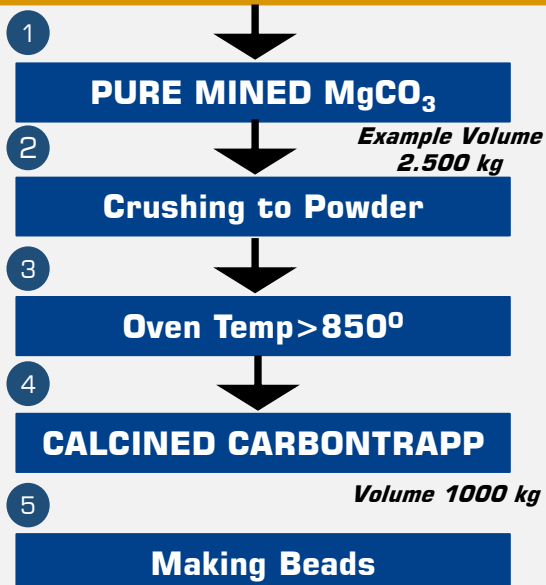 1
PURE MINED MgCO₃
2
Example Volume
2.500 kg
Crushing to Powder
3
Oven Temp>850⁰
4
CALCINED CARBONTRAPP
5
Volume 1000 kg
Making Beads